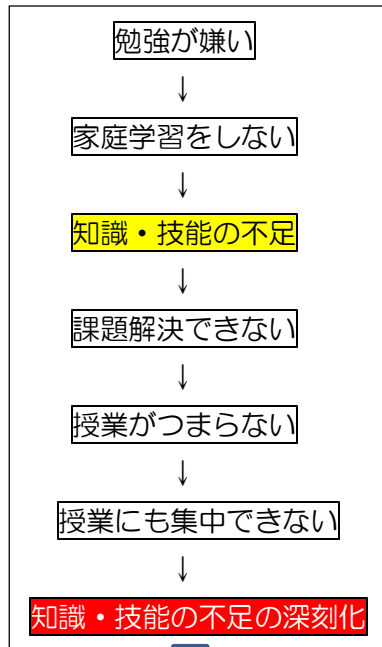 勉強が嫌い
↓
家庭学習をしない
↓
知識・技能の不足
↓
課題解決できない
↓
授業がつまらない
↓
授業にも集中できない
↓
知識・技能の不足の深刻化